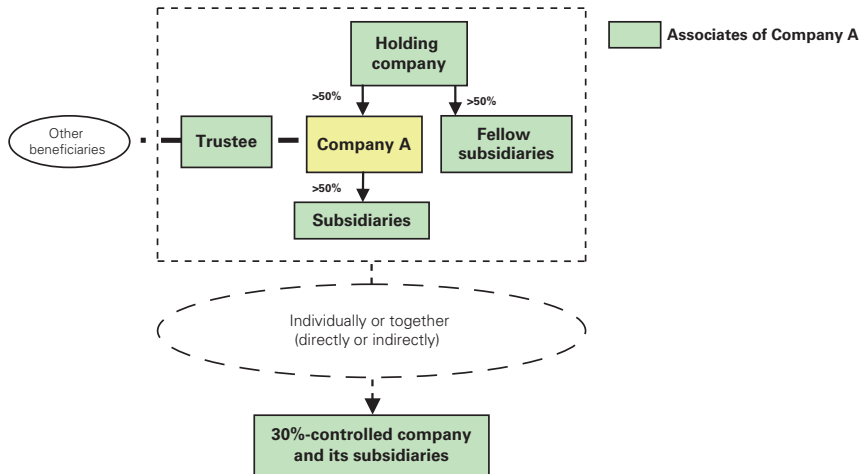 Holding
company
Associates of Company A
>50%
>50%
Other
beneficiaries
Trustee
Company A
Fellow
subsidiaries
>50%
Subsidiaries
Individually or together
(directly or indirectly)
30%-controlled company
and its subsidiaries